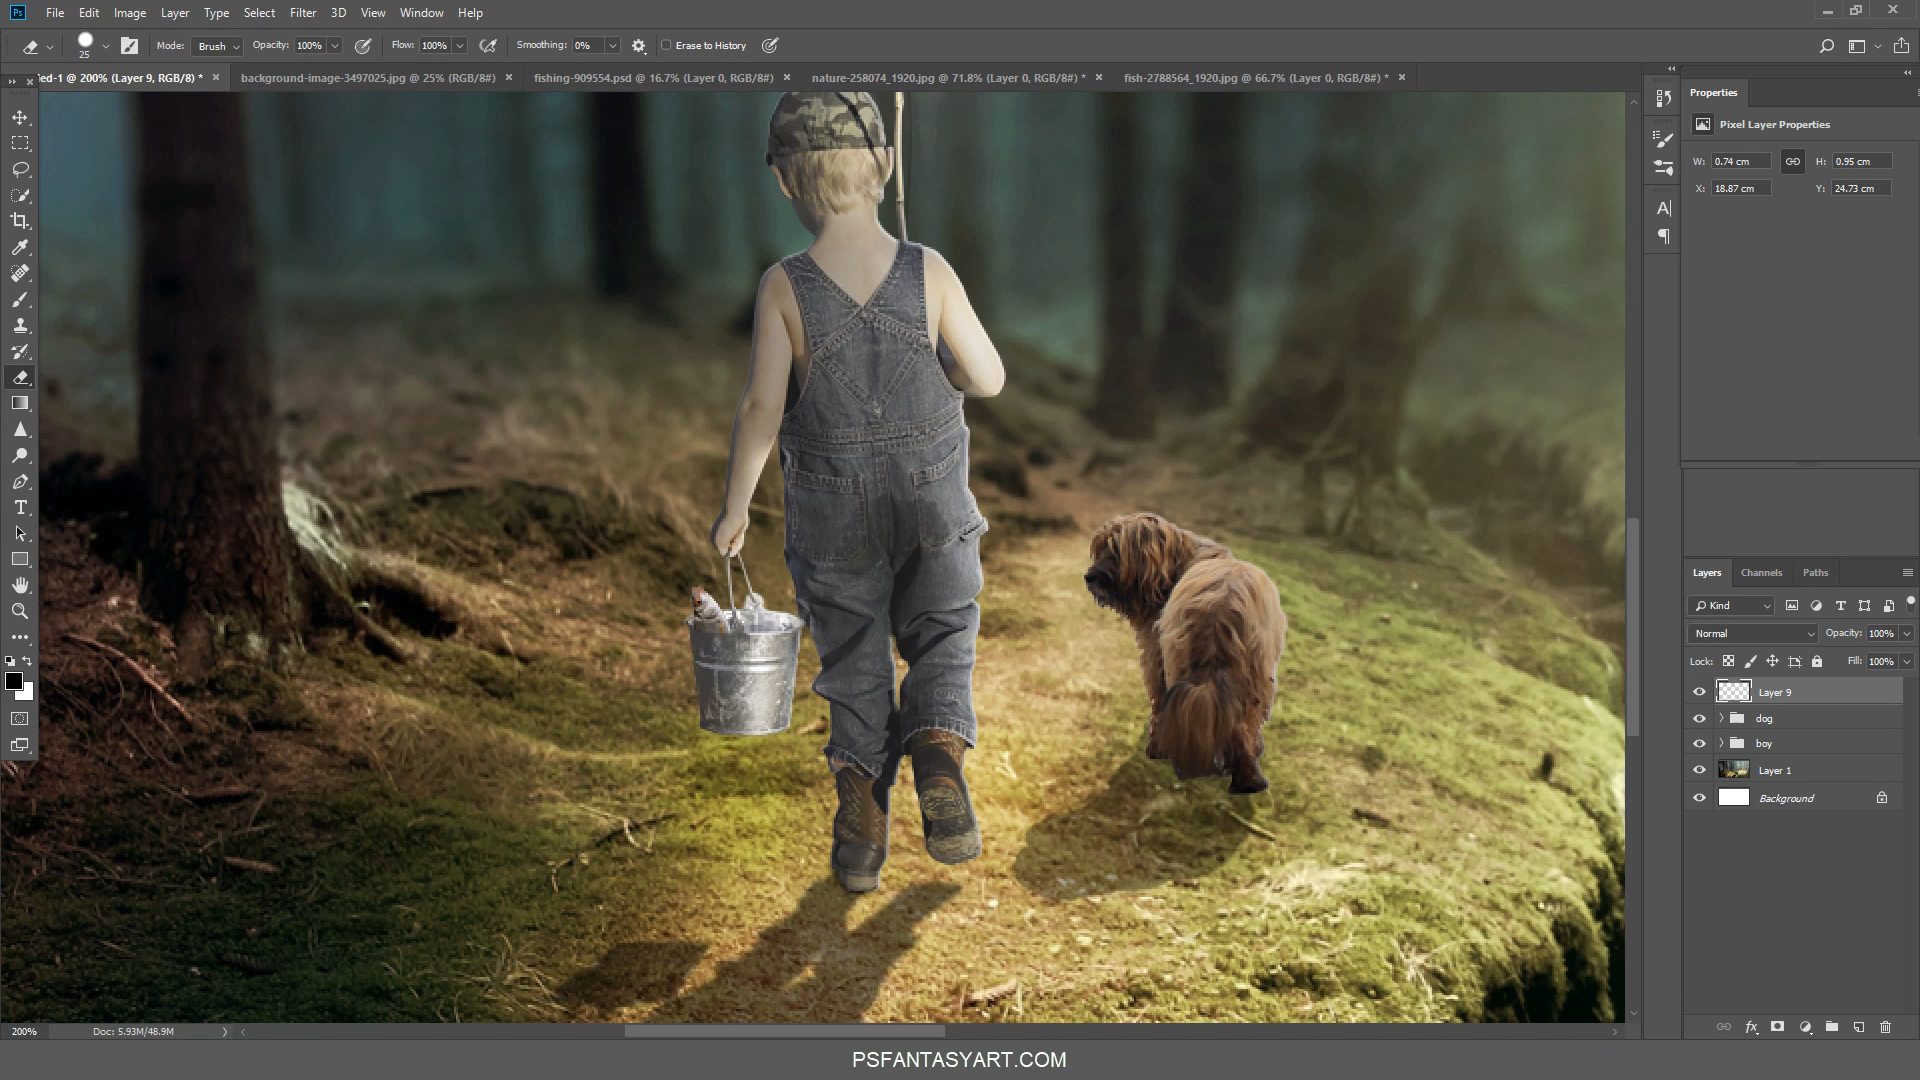 Ps File Edit Image Layer Type Select Filter 3D View Window Help
25 Mode: Brush Opacity: 100% Flow: 100% Smoothing: 0% Erase to History
led-1 @ 200% (Layer 9, RGB/8) * background-image-3497025.jpg @ 25% (RGB/8#) fishing-909554.psd @ 16.7% (Layer 0, RGB/8#) nature-258074_1920.jpg @ 71.8% (Layer 0, RGB/8#) * fish-2788564_1920.jpg @ 66.7% (Layer 0, RGB/8#) *
Properties
Pixel Layer Properties
W: 0.74 cm H: 0.95 cm
X: 18.87 cm Y: 24.73 cm
Layers Channels Paths
Kind
Normal Opacity: 100%
Lock: Fill: 100%
Layer 9
dog
boy
Layer 1
Background
200% Doc: 5.93M/48.9M
PSFANTASYART.COM